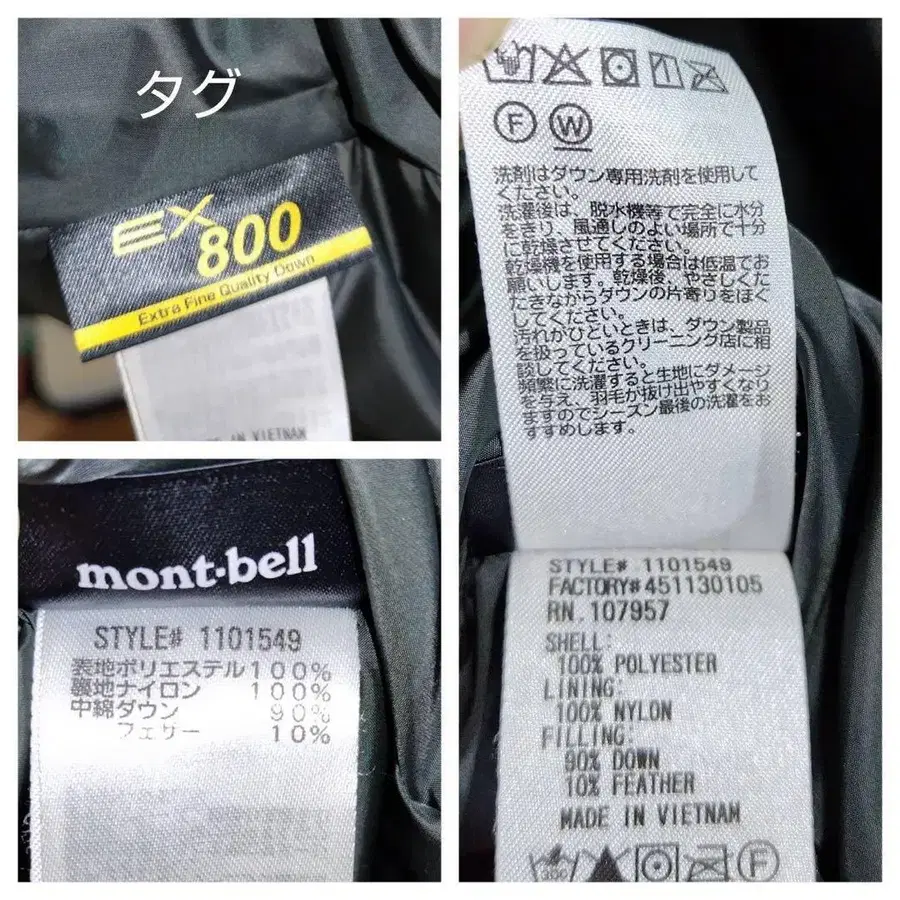 タグ
EX
800
Extra Fine Quality Down
IN VIETNAM
mont-bell
STYLE# 1101549
表地ポリエステル100%
裏地ナイロン 100%
中綿ダウン 90%
フェザー 10%
F W
洗剤はダウン専用洗剤を使用して
ください。
洗濯後は、脱水機等で完全に水分
をきり、風通しのよい場所で十分
に乾燥させてください。
乾燥機を使用する場合は低温でお
願いします。乾燥後、やさしくた
たきながらダウンの片寄りをほぐ
してください。
汚れがひどいときは、ダウン製品
を扱っているクリーニング店に相
談してください。
頻繁に洗濯すると生地にダメージ
を与え、羽毛が抜け出やすくなり
ますのでシーズン最後の洗濯をお
すすめします。
STYLE# 1101549
FACTORY#451130105
RN.107957
SHELL:
100% POLYESTER
LINING:
100% NYLON
FILLING:
90% DOWN
10% FEATHER
MADE IN VIETNAM
F